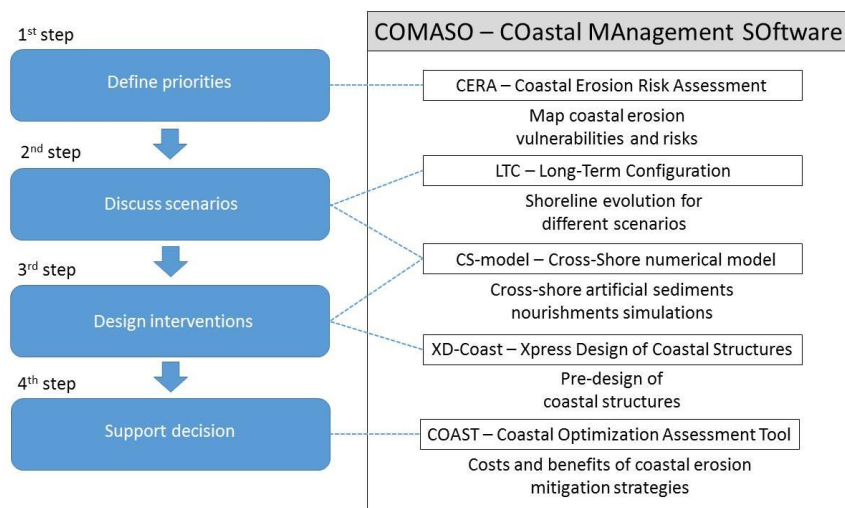 1st step
Define priorities
2nd step
Discuss scenarios
3rd step
Design interventions
4th step
Support decision
COMASO – COastal MAnagement SOftware
CERA – Coastal Erosion Risk Assessment
Map coastal erosion
vulnerabilities and risks
LTC – Long-Term Configuration
Shoreline evolution for
different scenarios
CS-model – Cross-Shore numerical model
Cross-shore artificial sediments
nourishments simulations
XD-Coast – Xpress Design of Coastal Structures
Pre-design of
coastal structures
COAST – Coastal Optimization Assessment Tool
Costs and benefits of coastal erosion
mitigation strategies